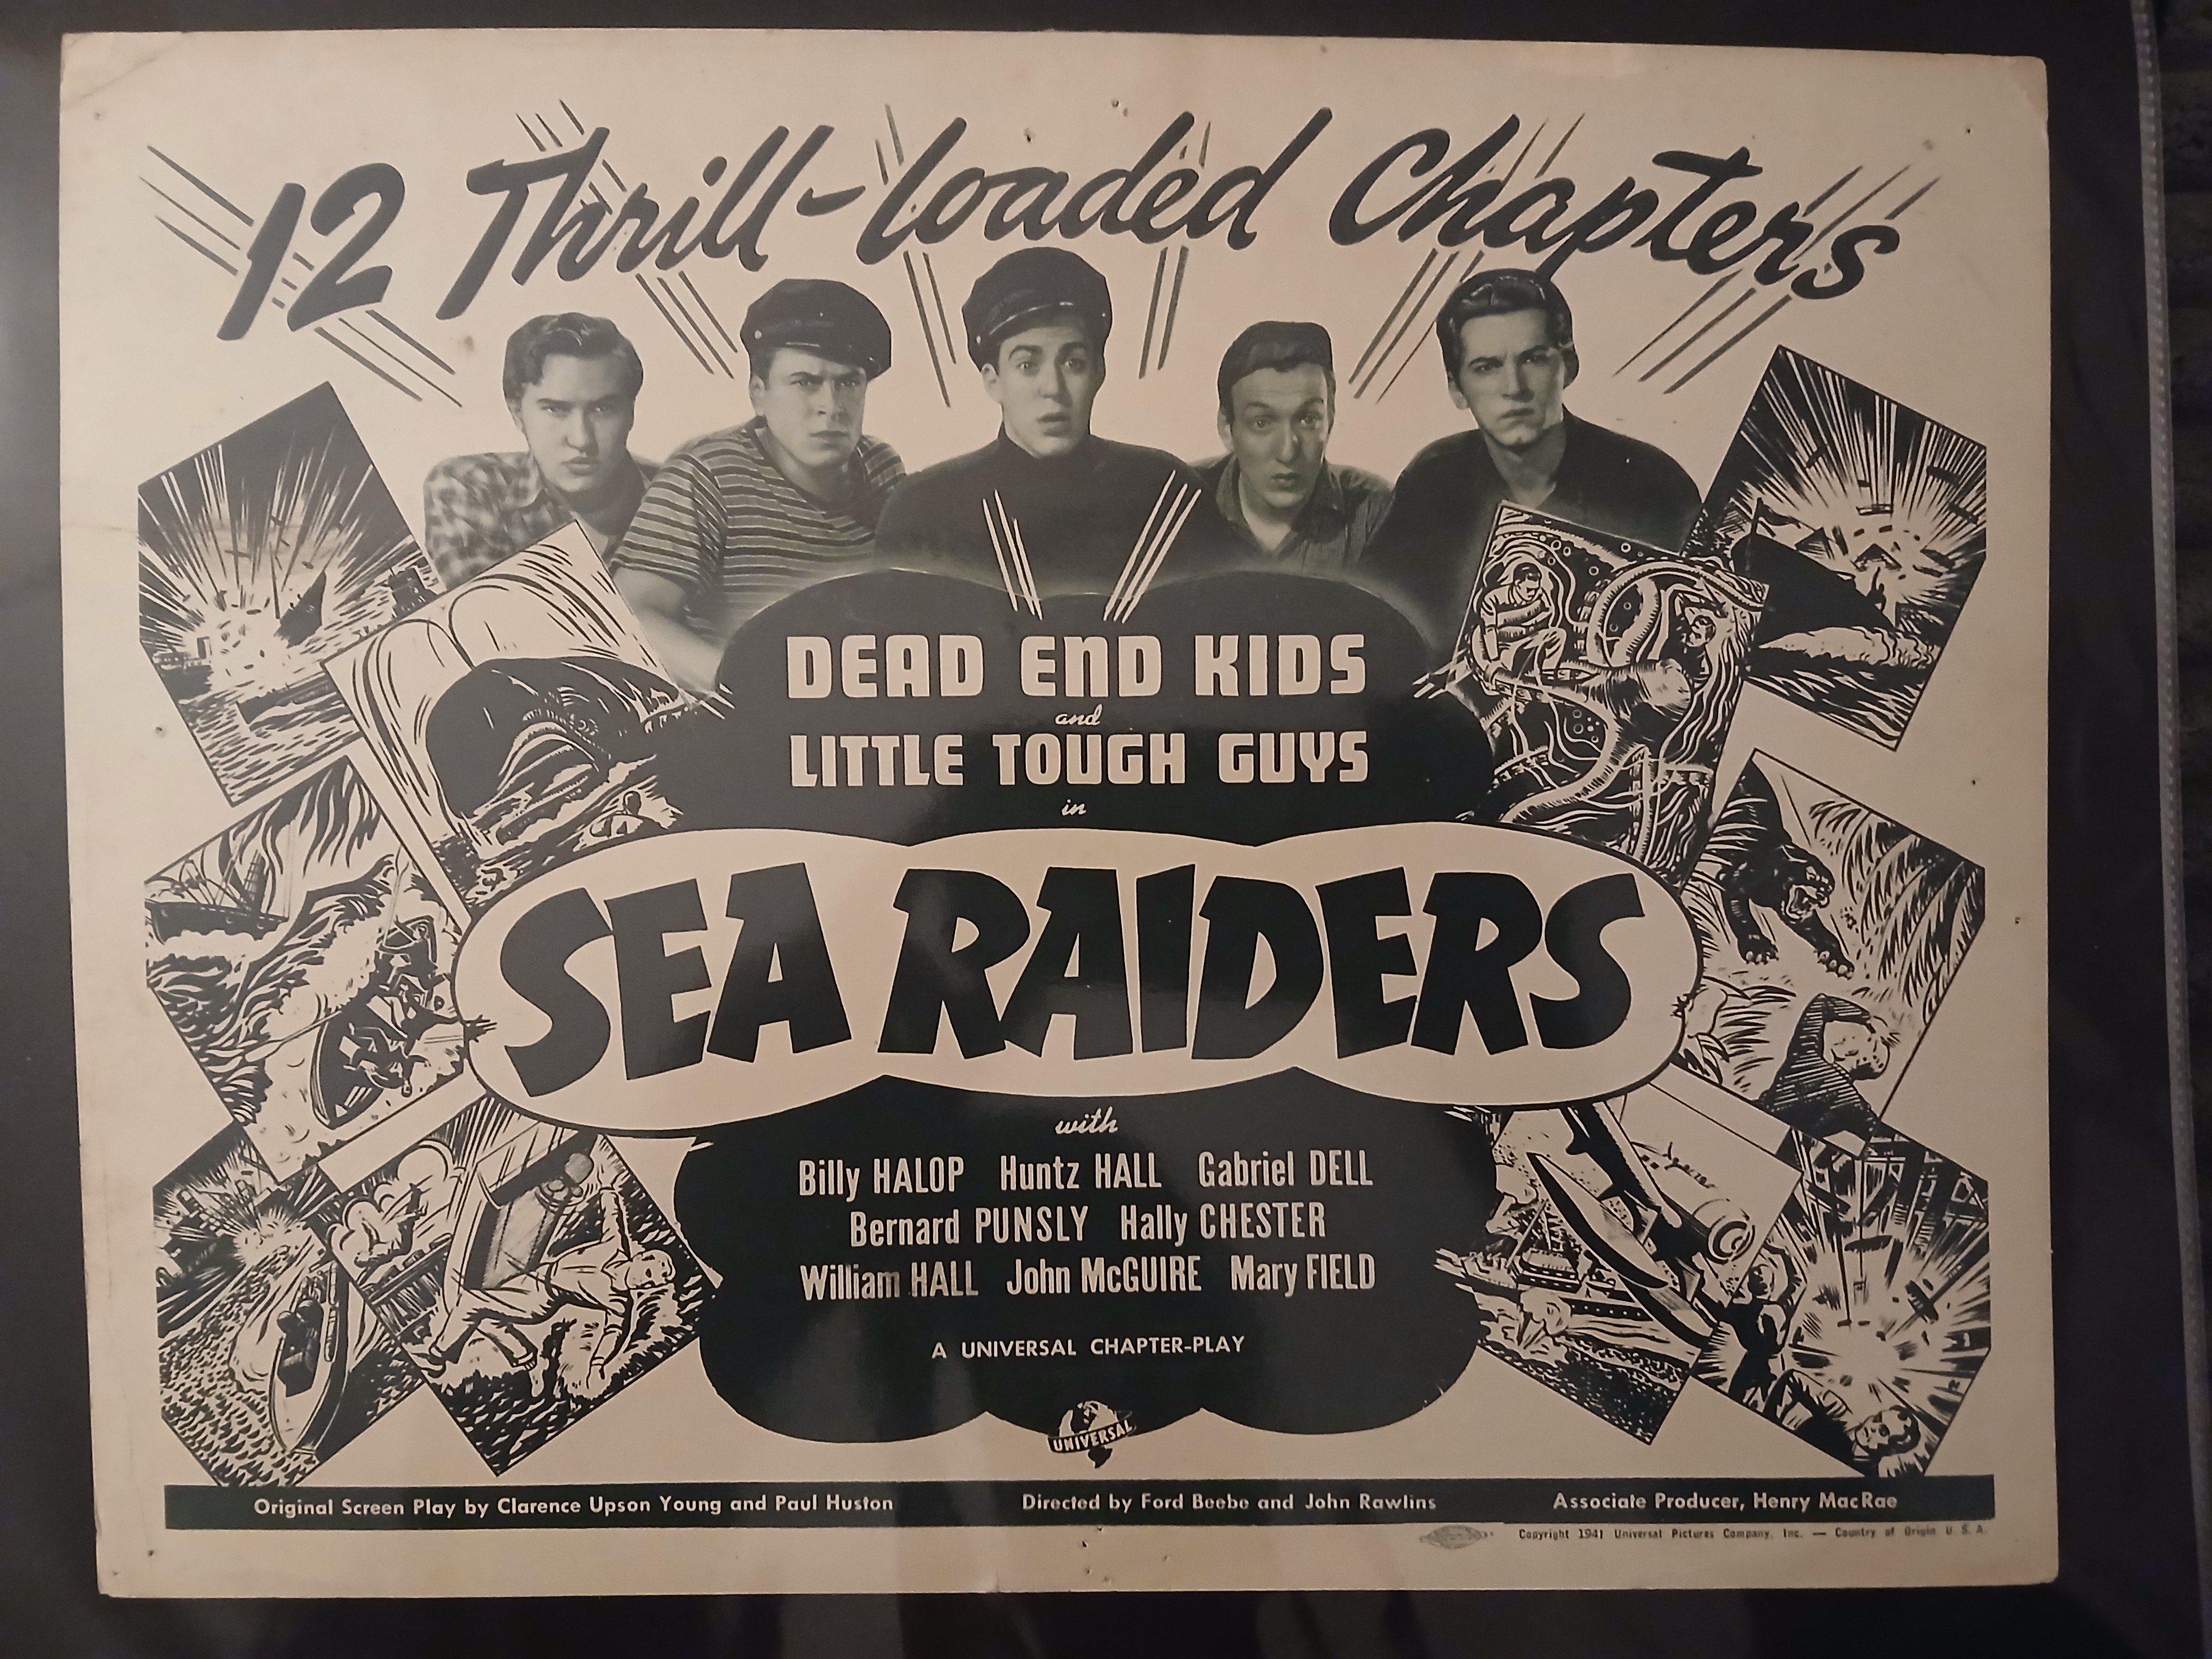 12 Thrill-loaded Chapters
DEAD END KIDS
and
LITTLE TOUGH GUYS
in
SEA RAIDERS
with
Billy HALOP Huntz HALL Gabriel DELL
Bernard PUNSLY Hally CHESTER
William HALL John McGUIRE Mary FIELD
A UNIVERSAL CHAPTER-PLAY
UNIVERSAL
Original Screen Play by Clarence Upson Young and Paul Huston Directed by Ford Beebe and John Rawlins Associate Producer, Henry MacRae
Copyright 1941 Universal Pictures Company, Inc. — Country of Origin U. S. A.